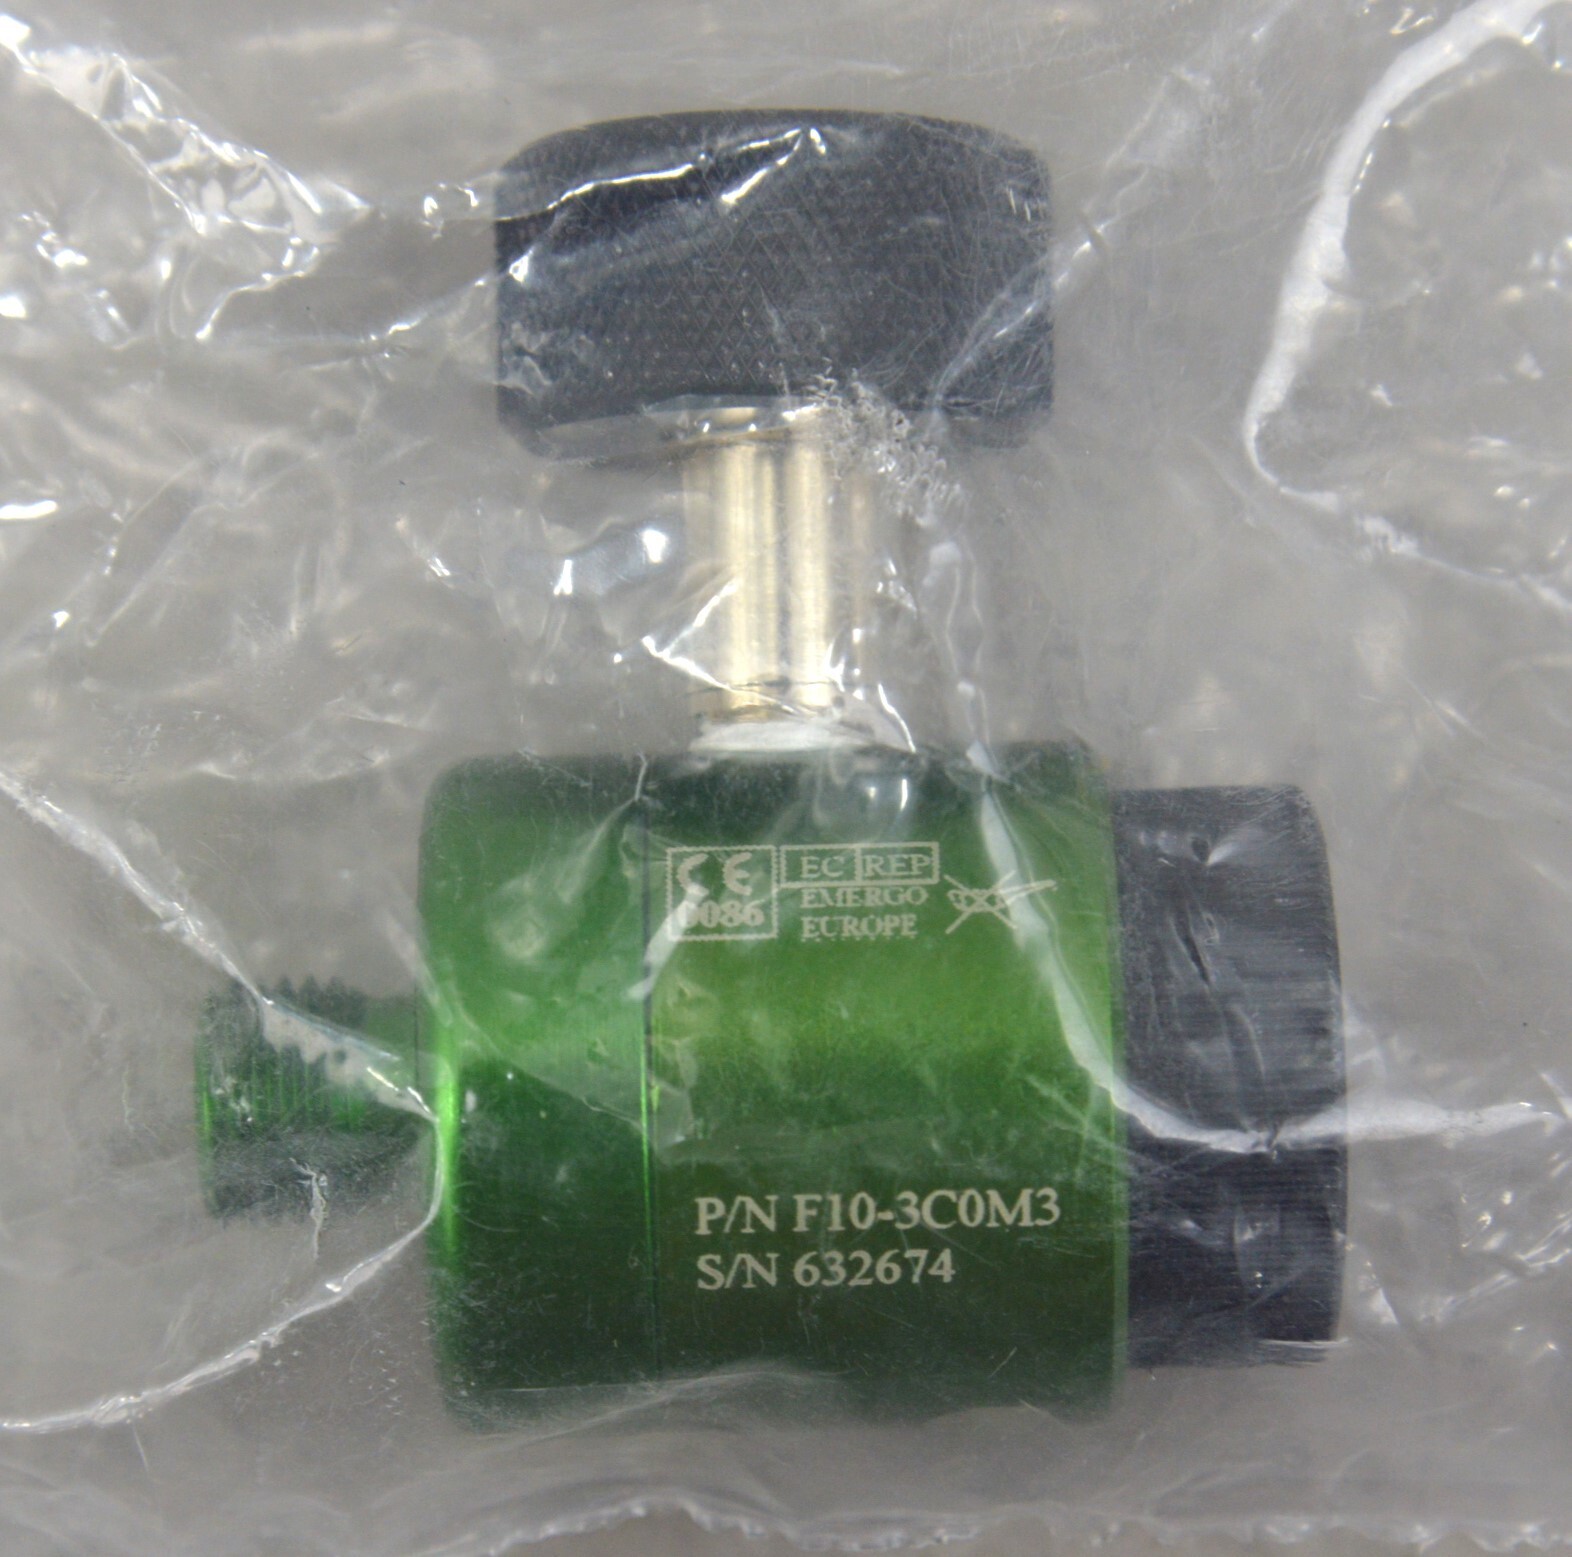 CE
0086
EC REP
EMERGO
EUROPE
P/N F10-3C0M3
S/N 632674